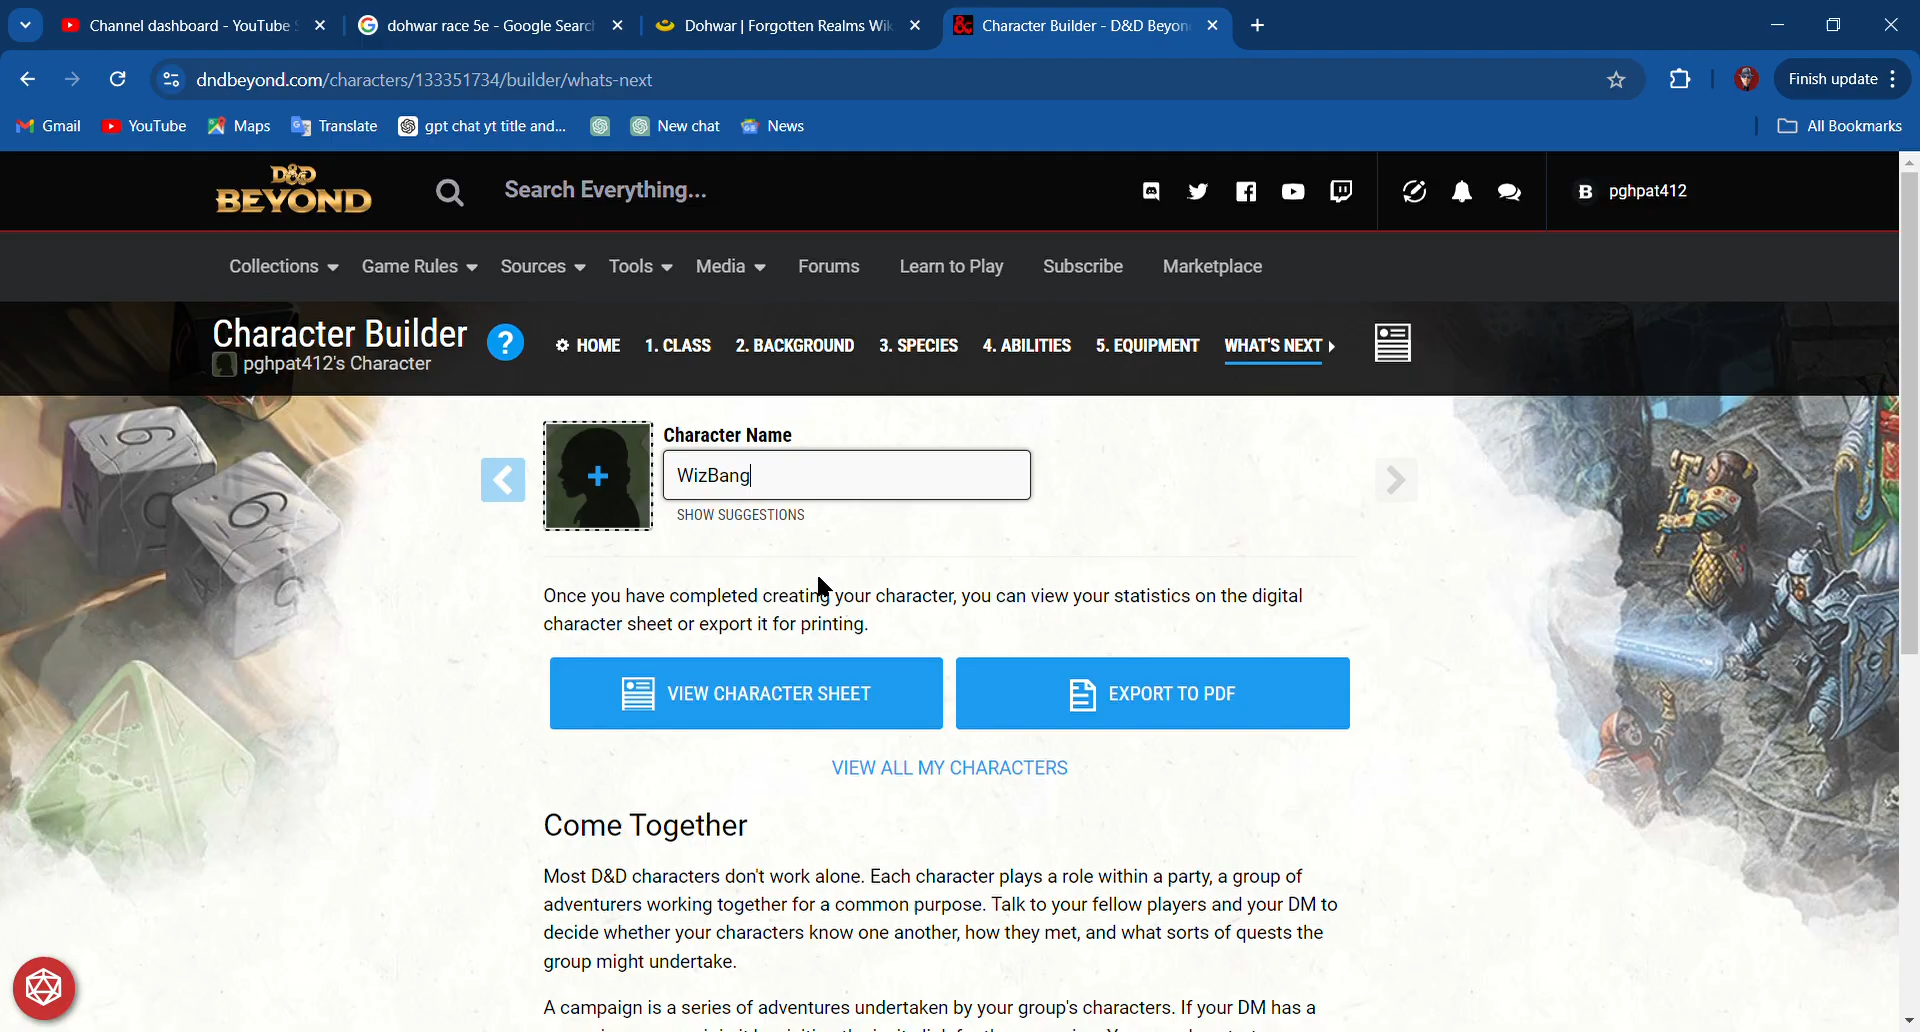 Channel dashboard - YouTube S
dohwar race 5e - Google Search
Dohwar | Forgotten Realms Wik
Character Builder - D&D Beyon
dndbeyond.com/characters/133351734/builder/whats-next
Finish update
Gmail
YouTube
Maps
Translate
gpt chat yt title and...
New chat
News
All Bookmarks
D&D
BEYOND
Search Everything...
B pghpat412
Collections
Game Rules
Sources
Tools
Media
Forums
Learn to Play
Subscribe
Marketplace
Character Builder
pghpat412's Character
?
HOME
1. CLASS
2. BACKGROUND
3. SPECIES
4. ABILITIES
5. EQUIPMENT
WHAT'S NEXT
Character Name
WizBang
SHOW SUGGESTIONS
Once you have completed creating your character, you can view your statistics on the digital
character sheet or export it for printing.
VIEW CHARACTER SHEET
EXPORT TO PDF
VIEW ALL MY CHARACTERS
Come Together
Most D&D characters don't work alone. Each character plays a role within a party, a group of
adventurers working together for a common purpose. Talk to your fellow players and your DM to
decide whether your characters know one another, how they met, and what sorts of quests the
group might undertake.
A campaign is a series of adventures undertaken by your group's characters. If your DM has a